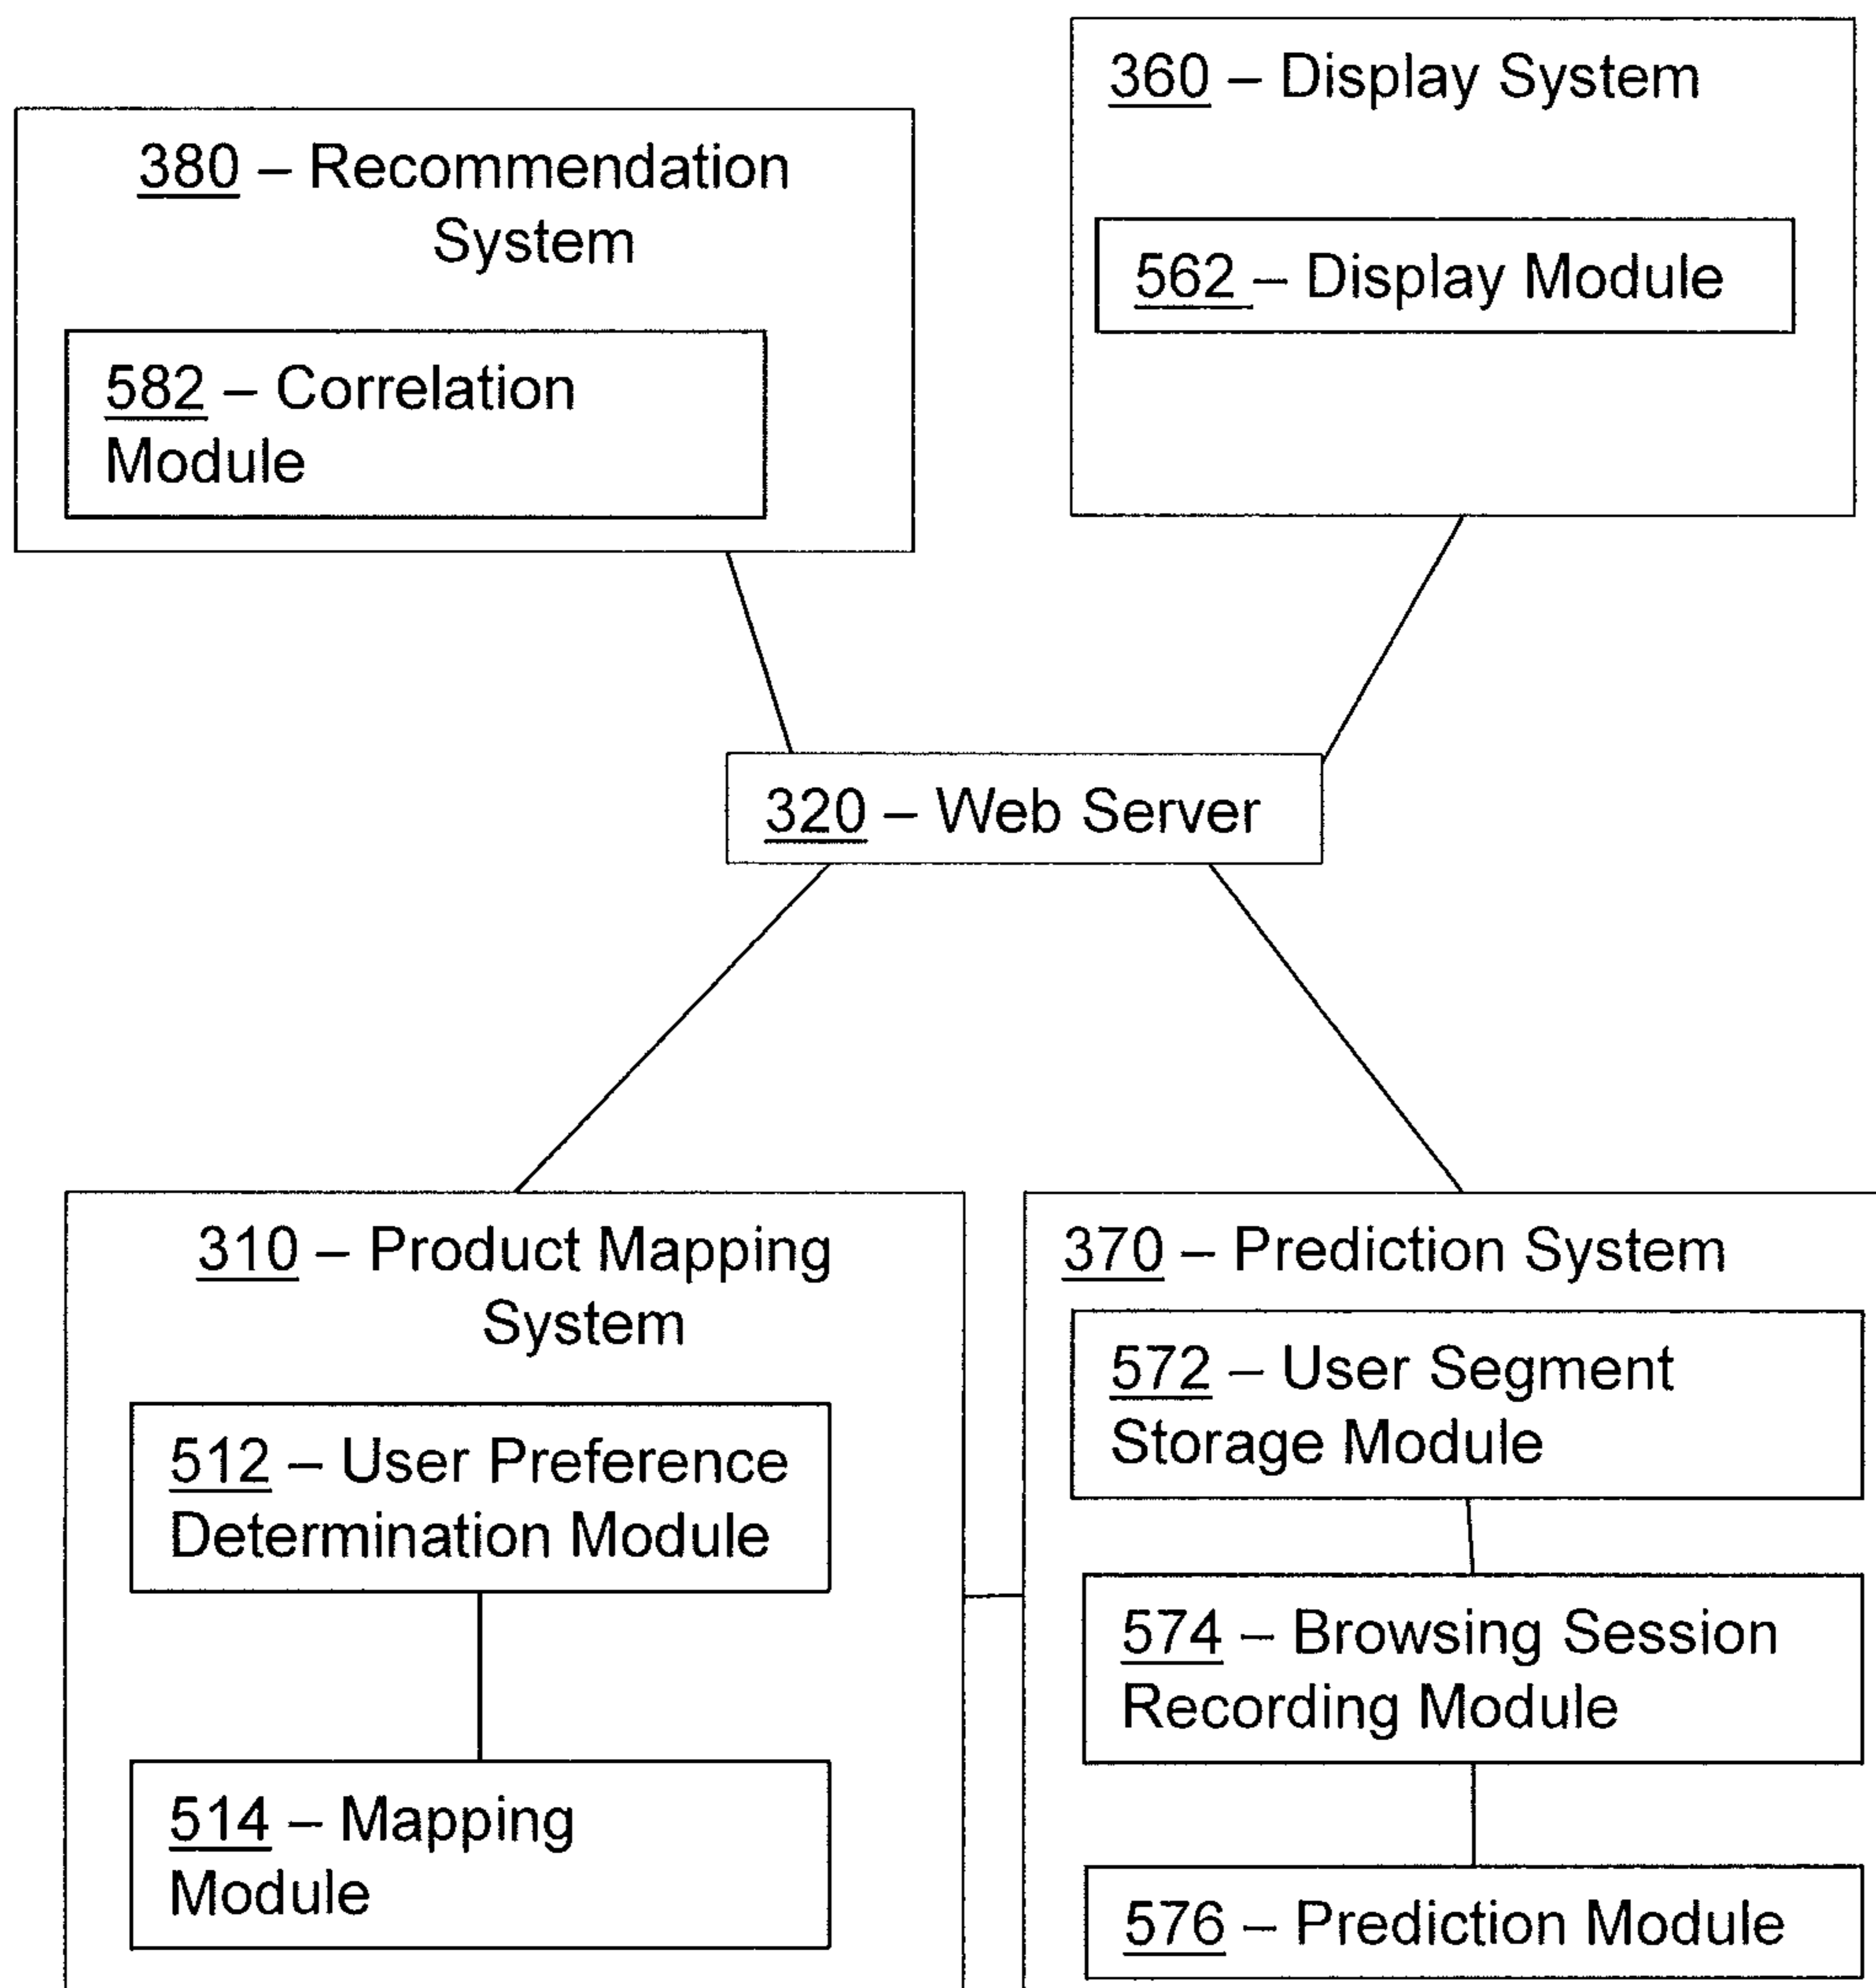 360 – Display System
380 – Recommendation
System
562 – Display Module
582 – Correlation
Module
320 – Web Server
310 – Product Mapping
System
512 – User Preference
Determination Module
514 – Mapping
Module
370 – Prediction System
572 – User Segment
Storage Module
574 – Browsing Session
Recording Module
576 – Prediction Module